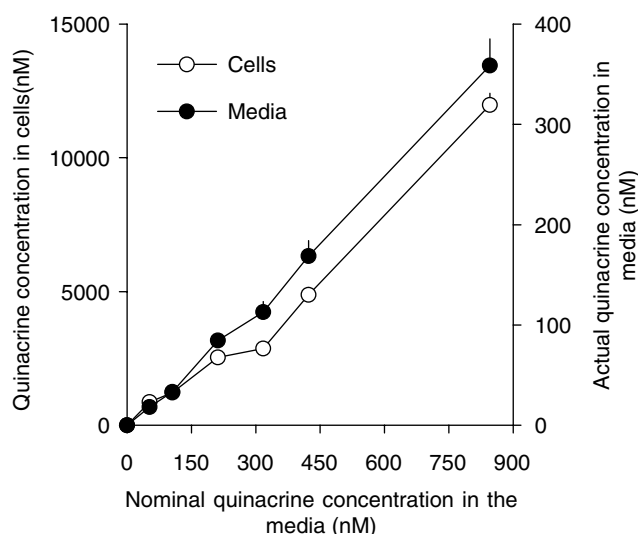 Quinacrine concentration in
cells(nM)
15000
10000
5000
0
Cells
Media
400
300
200
100
0
Actual quinacrine concentration in
media (nM)
0 150 300 450 600 750 900
Nominal quinacrine concentration in the
media (nM)